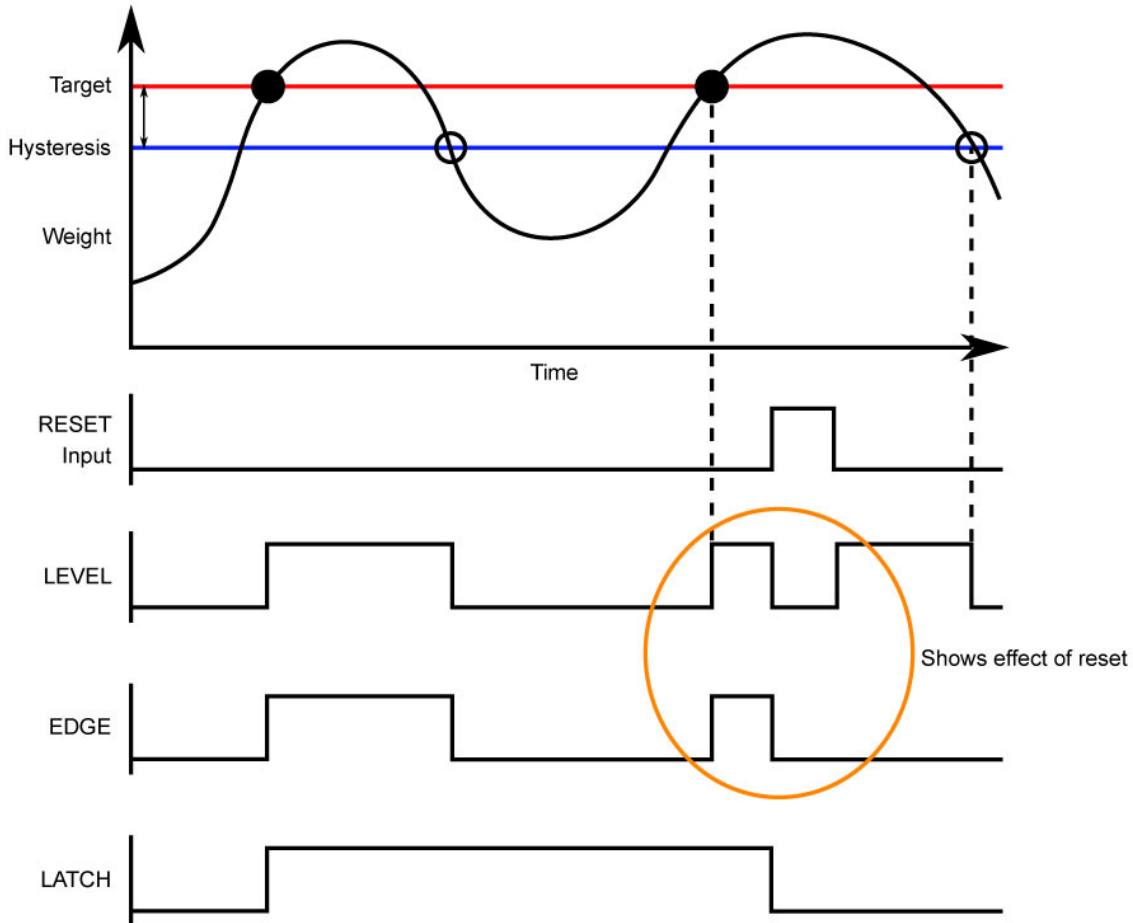 Target
Hysteresis
Weight
Time
RESET
Input
LEVEL
Shows effect of reset
EDGE
LATCH